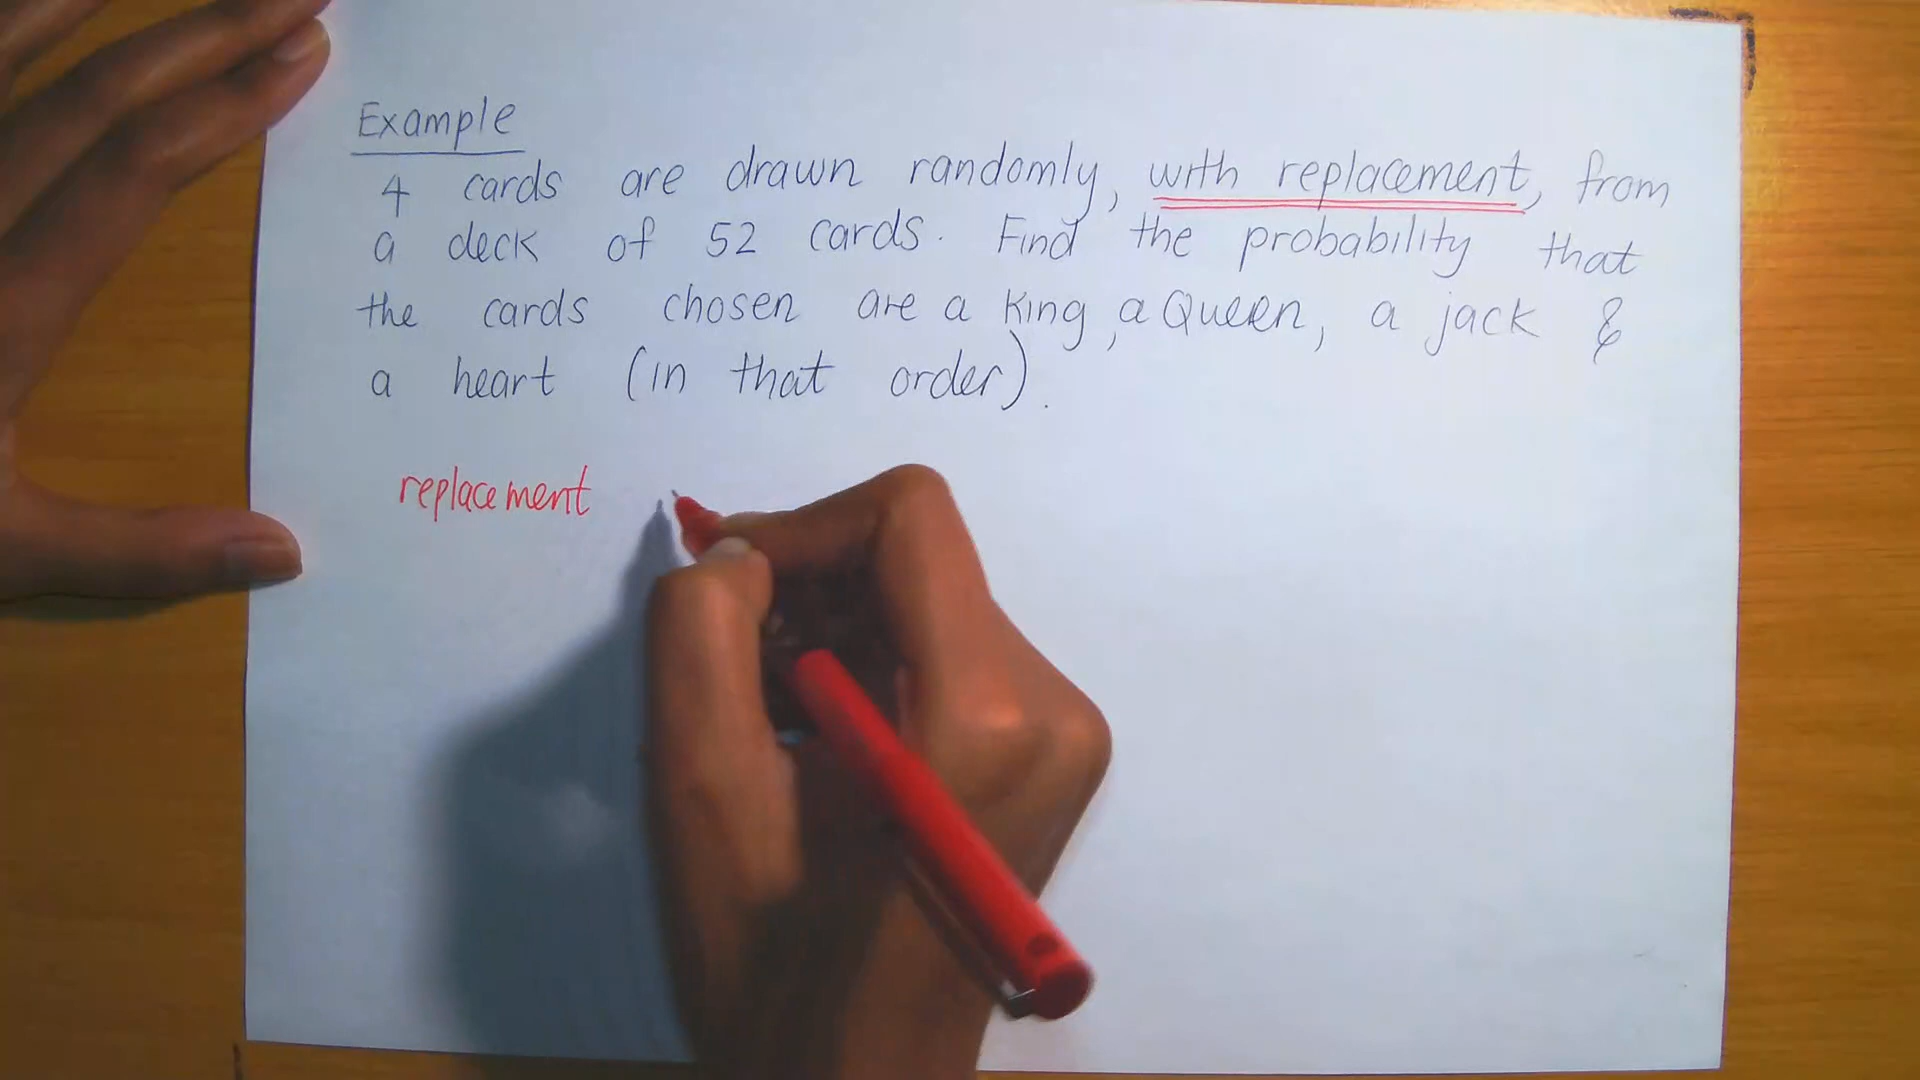 Example
4 cards are drawn randomly, with replacement, from
a deck of 52 cards. Find the probability that
the cards chosen are a King, a Queen, a jack &
a heart (in that order).
replacement